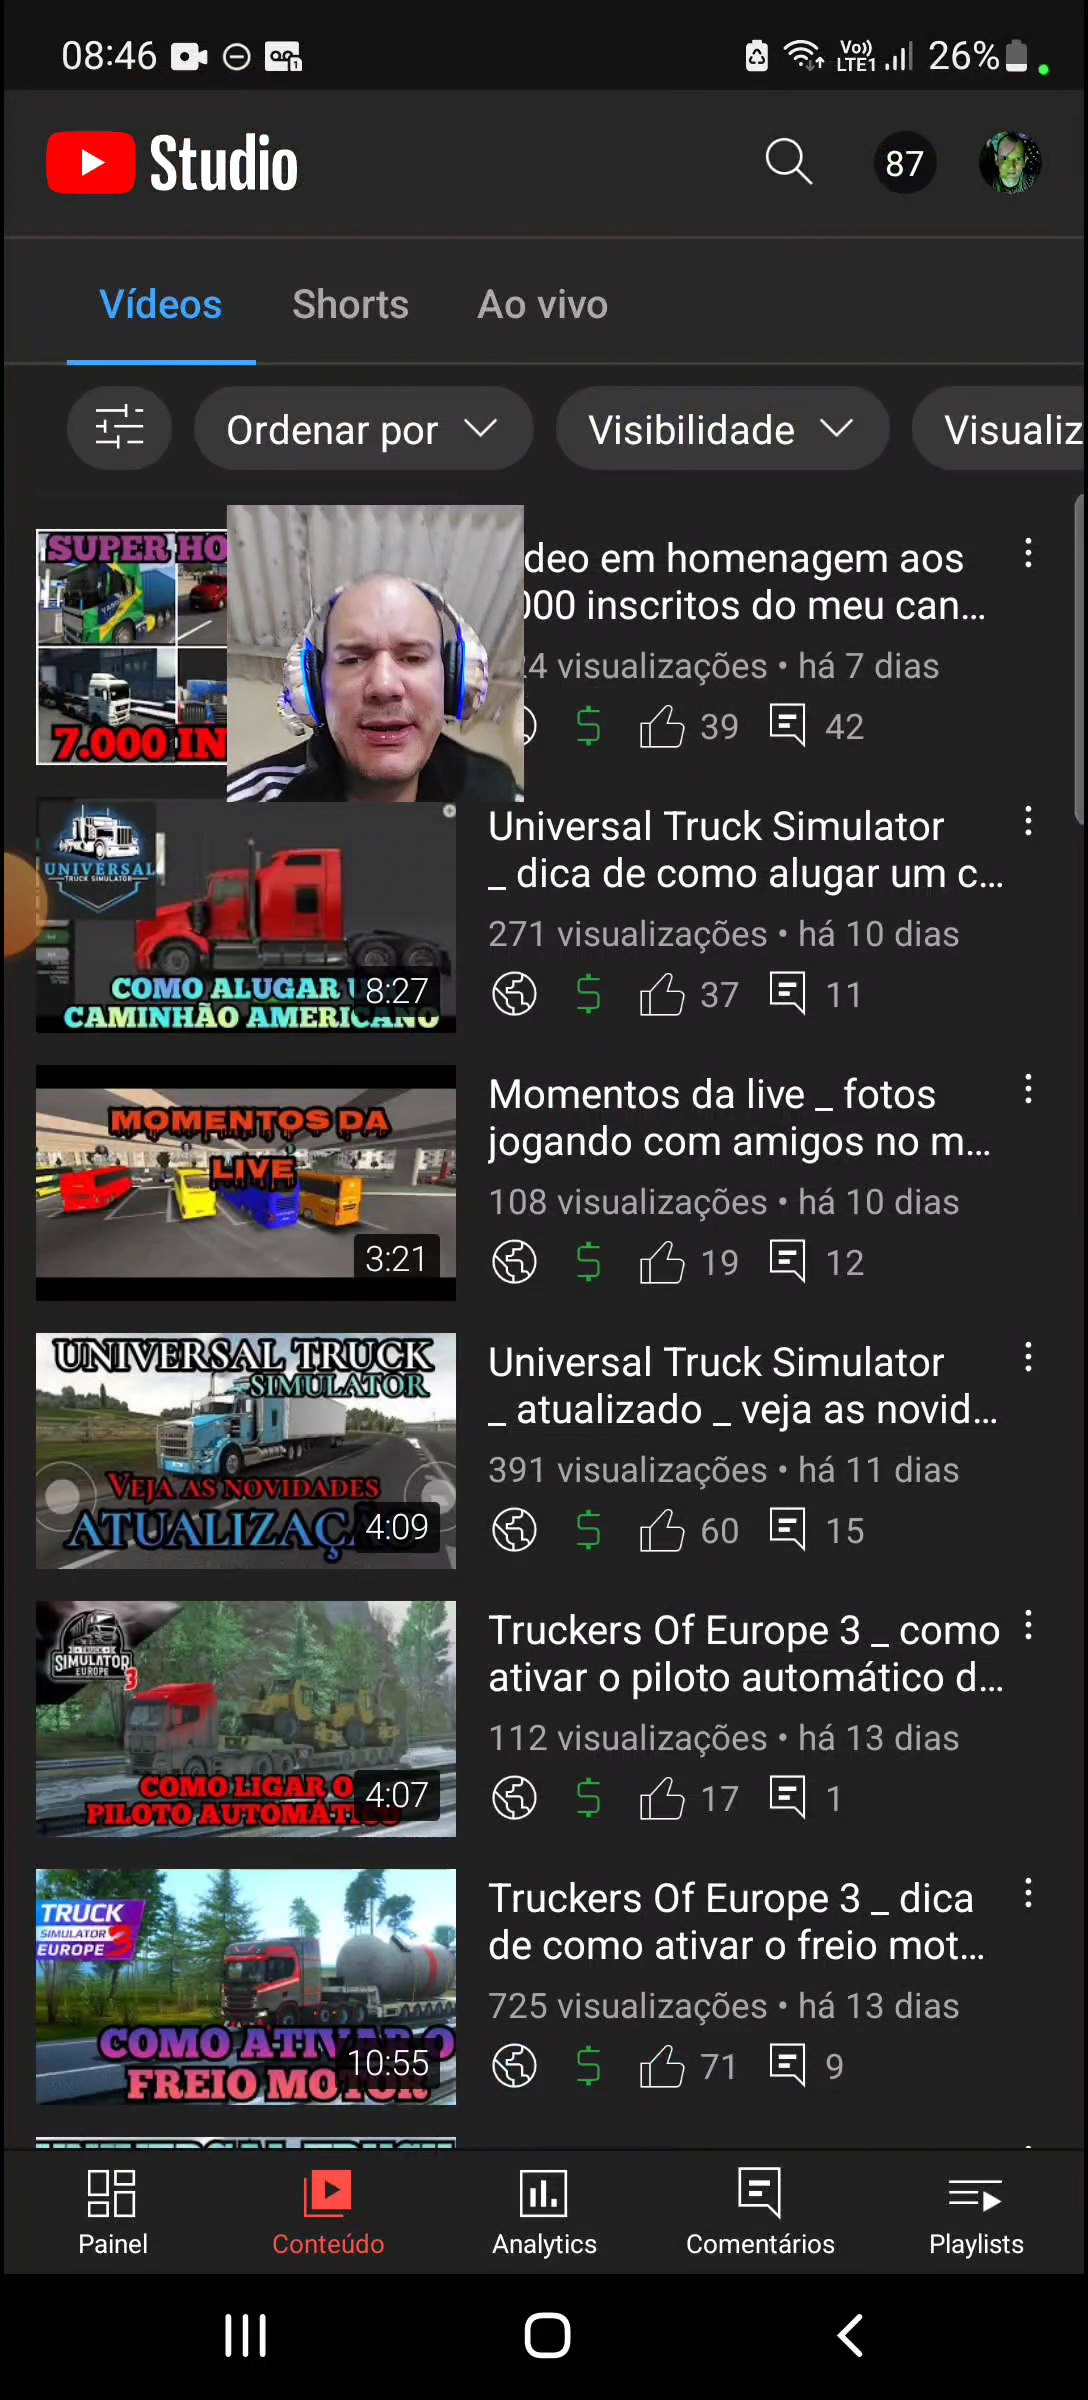 08:46
Vo))
LTE1
26%
Studio
87
Vídeos
Shorts
Ao vivo
Ordenar por
Visibilidade
Visualiz
SUPER HO
7.000 IN
deo em homenagem aos
000 inscritos do meu can...
24 visualizações • há 7 dias
39
42
UNIVERSAL
TRUCK SIMULATOR
COMO ALUGAR U
CAMINHÃO AMERICANO
8:27
Universal Truck Simulator
_ dica de como alugar um c...
271 visualizações • há 10 dias
37
11
MOMENTOS DA
LIVE
3:21
Momentos da live _ fotos
jogando com amigos no m...
108 visualizações • há 10 dias
19
12
UNIVERSAL TRUCK
SIMULATOR
VEJA AS NOVIDADES
ATUALIZAÇ
4:09
Universal Truck Simulator
_ atualizado _ veja as novid...
391 visualizações • há 11 dias
60
15
TRUCK
SIMULATOR
EUROPE
3
COMO LIGAR O
PILOTO AUTOMÁTICO
4:07
Truckers Of Europe 3 _ como
ativar o piloto automático d...
112 visualizações • há 13 dias
17
1
TRUCK
SIMULATOR
EUROPE 3
COMO ATIVAR O
FREIO MOTOR
10:55
Truckers Of Europe 3 _ dica
de como ativar o freio mot...
725 visualizações • há 13 dias
71
9
Painel
Conteúdo
Analytics
Comentários
Playlists